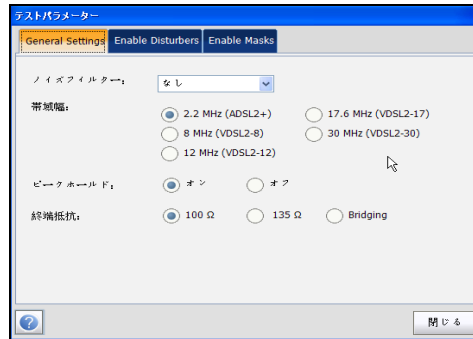 テストパラメーター
General Settings Enable Disturbers Enable Masks
ノイズフィルター: なし
帯域幅: 2.2 MHz (ADSL2+) 17.6 MHz (VDSL2-17)
8 MHz (VDSL2-8) 30 MHz (VDSL2-30)
12 MHz (VDSL2-12)
ピークホールド: オン オフ
終端抵抗: 100 Ω 135 Ω Bridging
? 閉じる